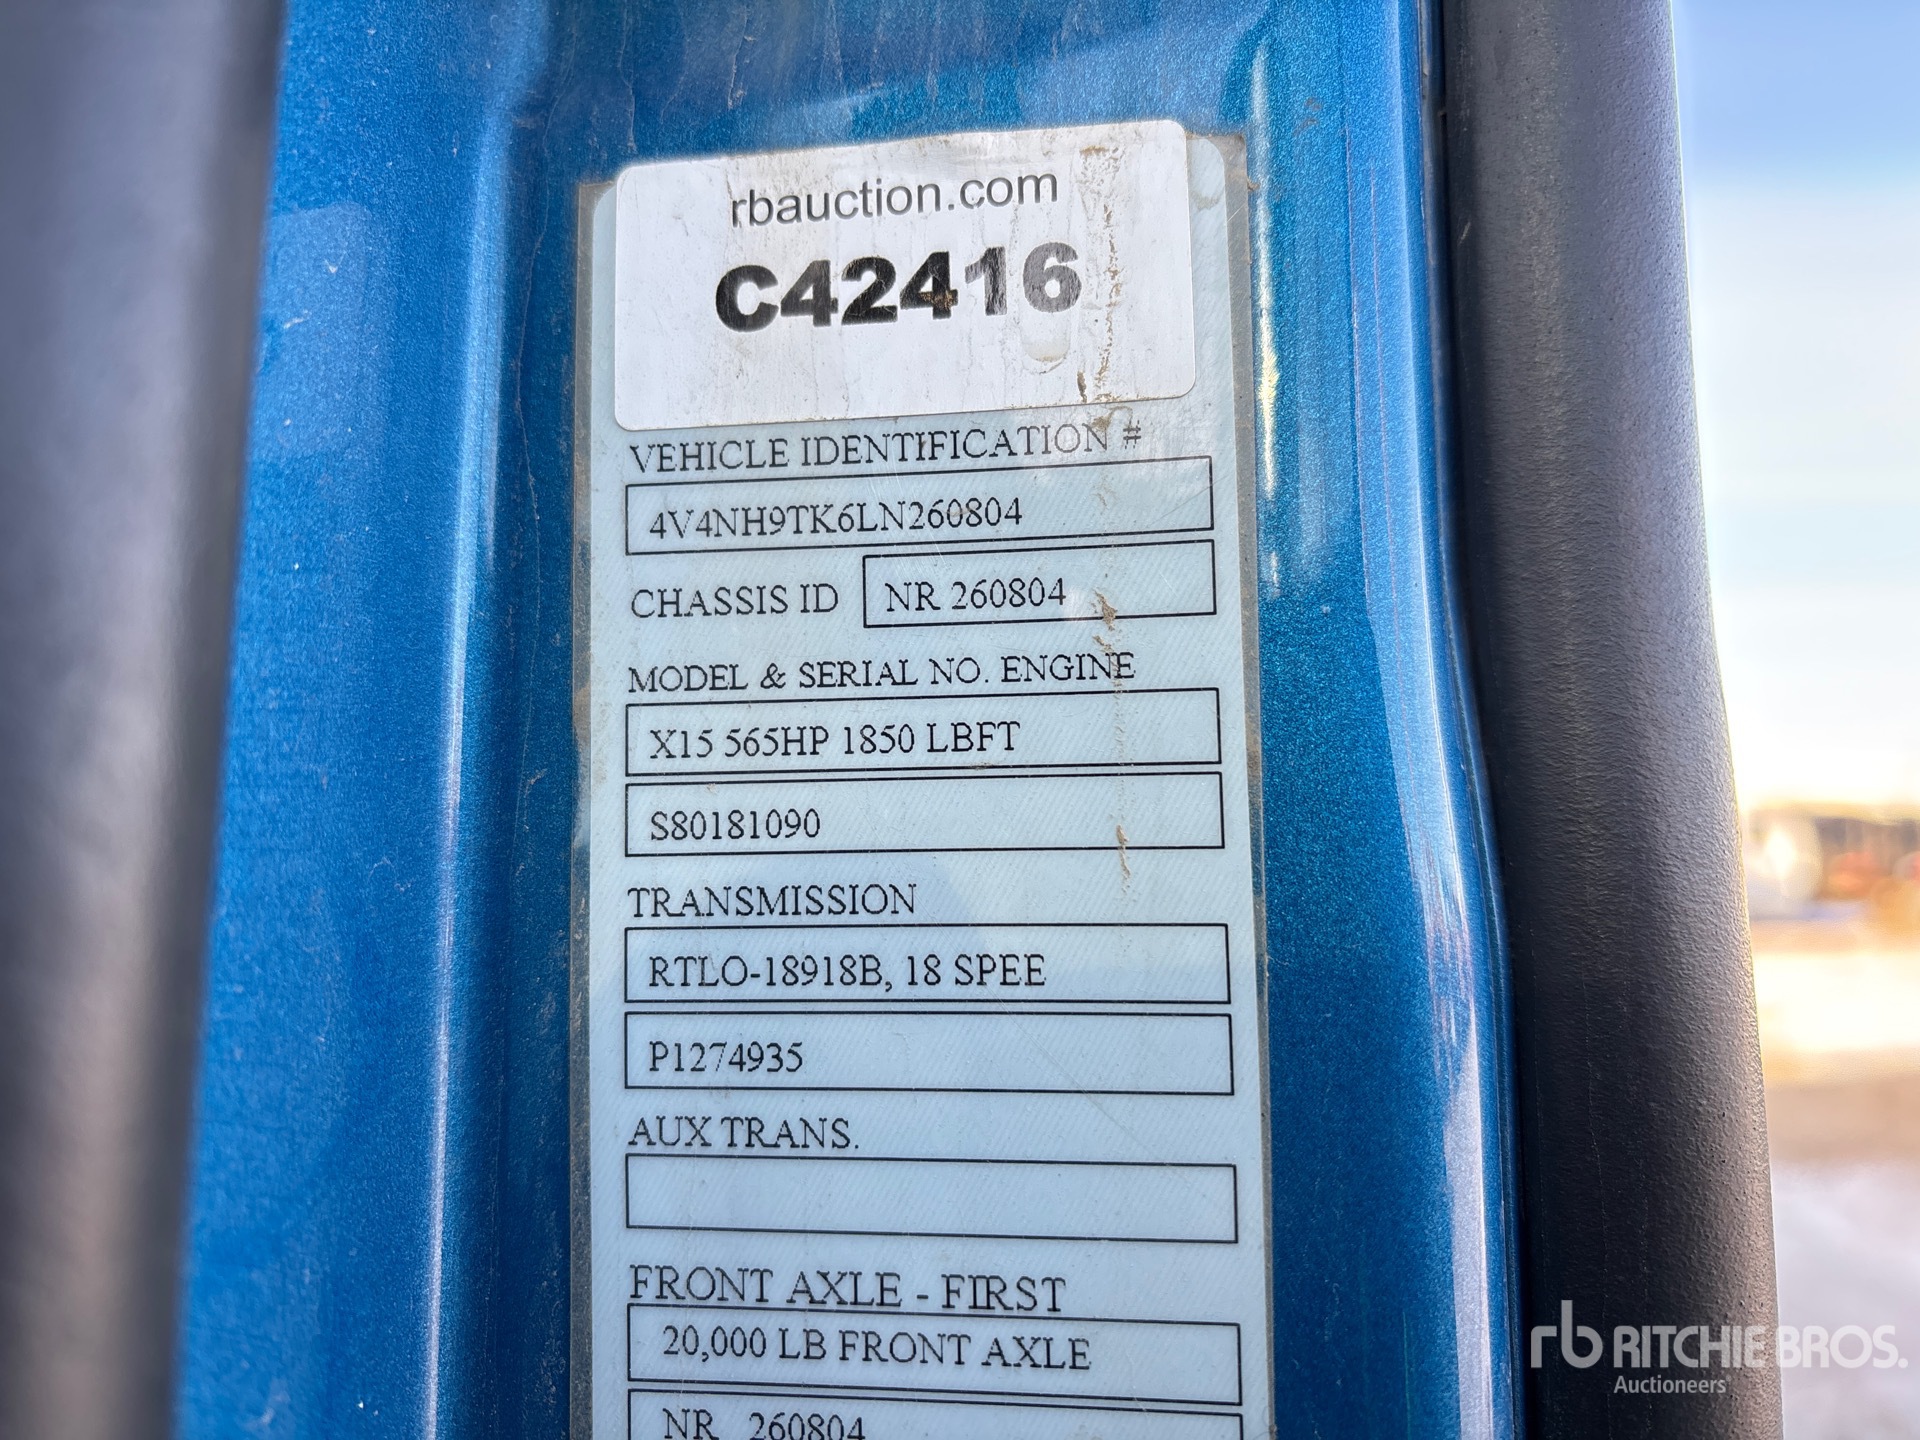 rbauction.com
C42416
VEHICLE IDENTIFICATION #
4V4NH9TK6LN260804
CHASSIS ID NR 260804
MODEL & SERIAL NO. ENGINE
X15 565HP 1850 LBFT
S80181090
TRANSMISSION
RTLO-18918B, 18 SPEE
P1274935
AUX TRANS.
FRONT AXLE - FIRST
20,000 LB FRONT AXLE
NR 260804
rb RITCHIE BROS.
Auctioneers